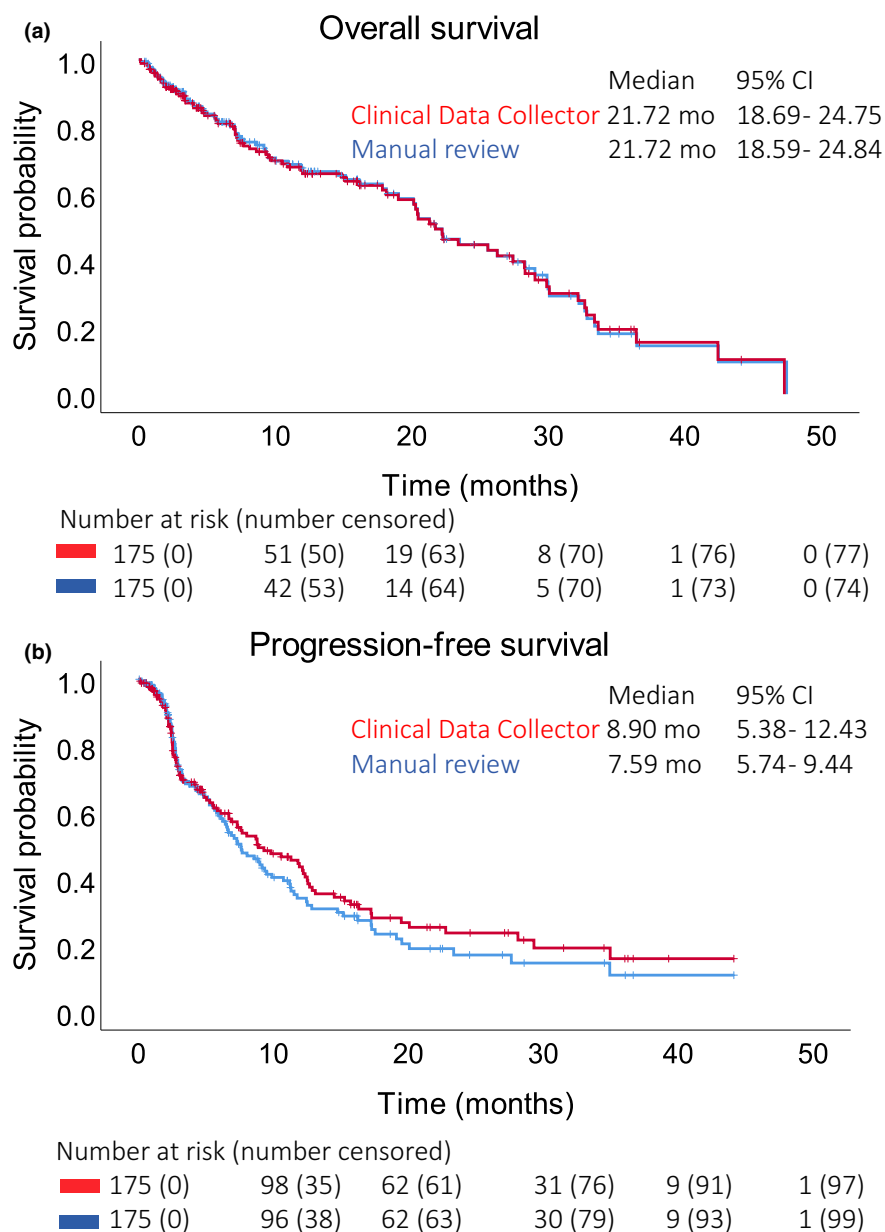 (a)
Overall survival
Median 95% CI
Clinical Data Collector 21.72 mo 18.69- 24.75
Manual review 21.72 mo 18.59- 24.84
Survival probability
1.0
0.8
0.6
0.4
0.2
0.0
0 10 20 30 40 50
Time (months)
Number at risk (number censored)
175 (0) 51 (50) 19 (63) 8 (70) 1 (76) 0 (77)
175 (0) 42 (53) 14 (64) 5 (70) 1 (73) 0 (74)
(b)
Progression-free survival
Median 95% CI
Clinical Data Collector 8.90 mo 5.38- 12.43
Manual review 7.59 mo 5.74- 9.44
Survival probability
1.0
0.8
0.6
0.4
0.2
0.0
0 10 20 30 40 50
Time (months)
Number at risk (number censored)
175 (0) 98 (35) 62 (61) 31 (76) 9 (91) 1 (97)
175 (0) 96 (38) 62 (63) 30 (79) 9 (93) 1 (99)